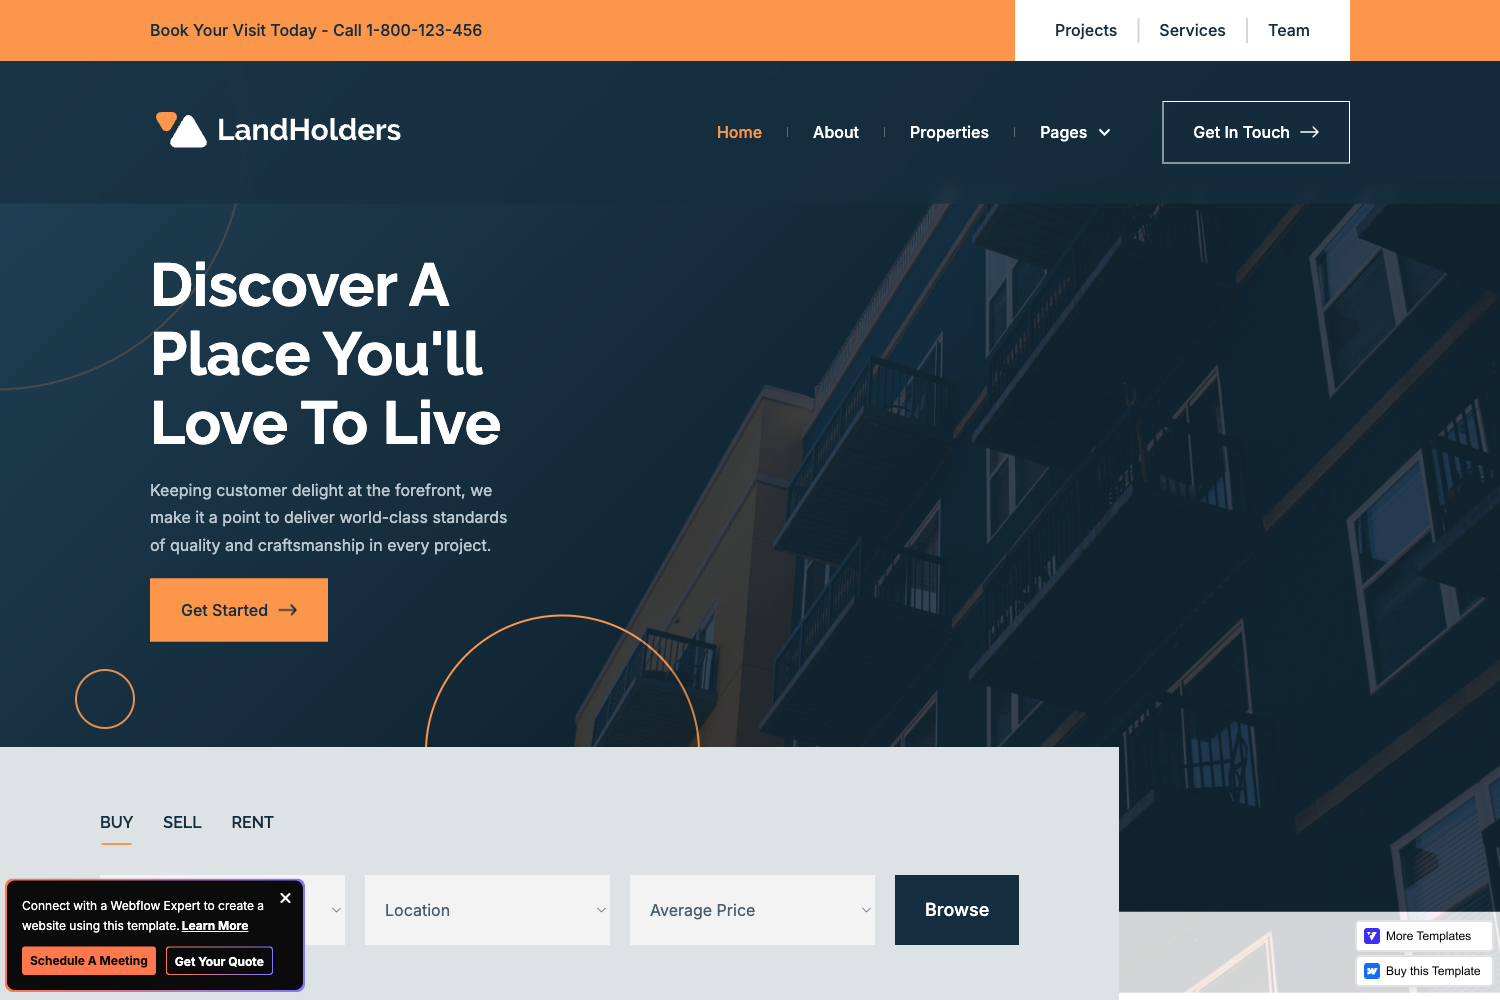 Book Your Visit Today - Call 1-800-123-456
Projects
Services
Team
LandHolders
Home
About
Properties
Pages
Get In Touch
Discover A
Place You'll
Love To Live
Keeping customer delight at the forefront, we
make it a point to deliver world-class standards
of quality and craftsmanship in every project.
Get Started
BUY
SELL
RENT
Location
Average Price
Browse
Connect with a Webflow Expert to create a
website using this template. Learn More
Schedule A Meeting
Get Your Quote
More Templates
Buy this Template